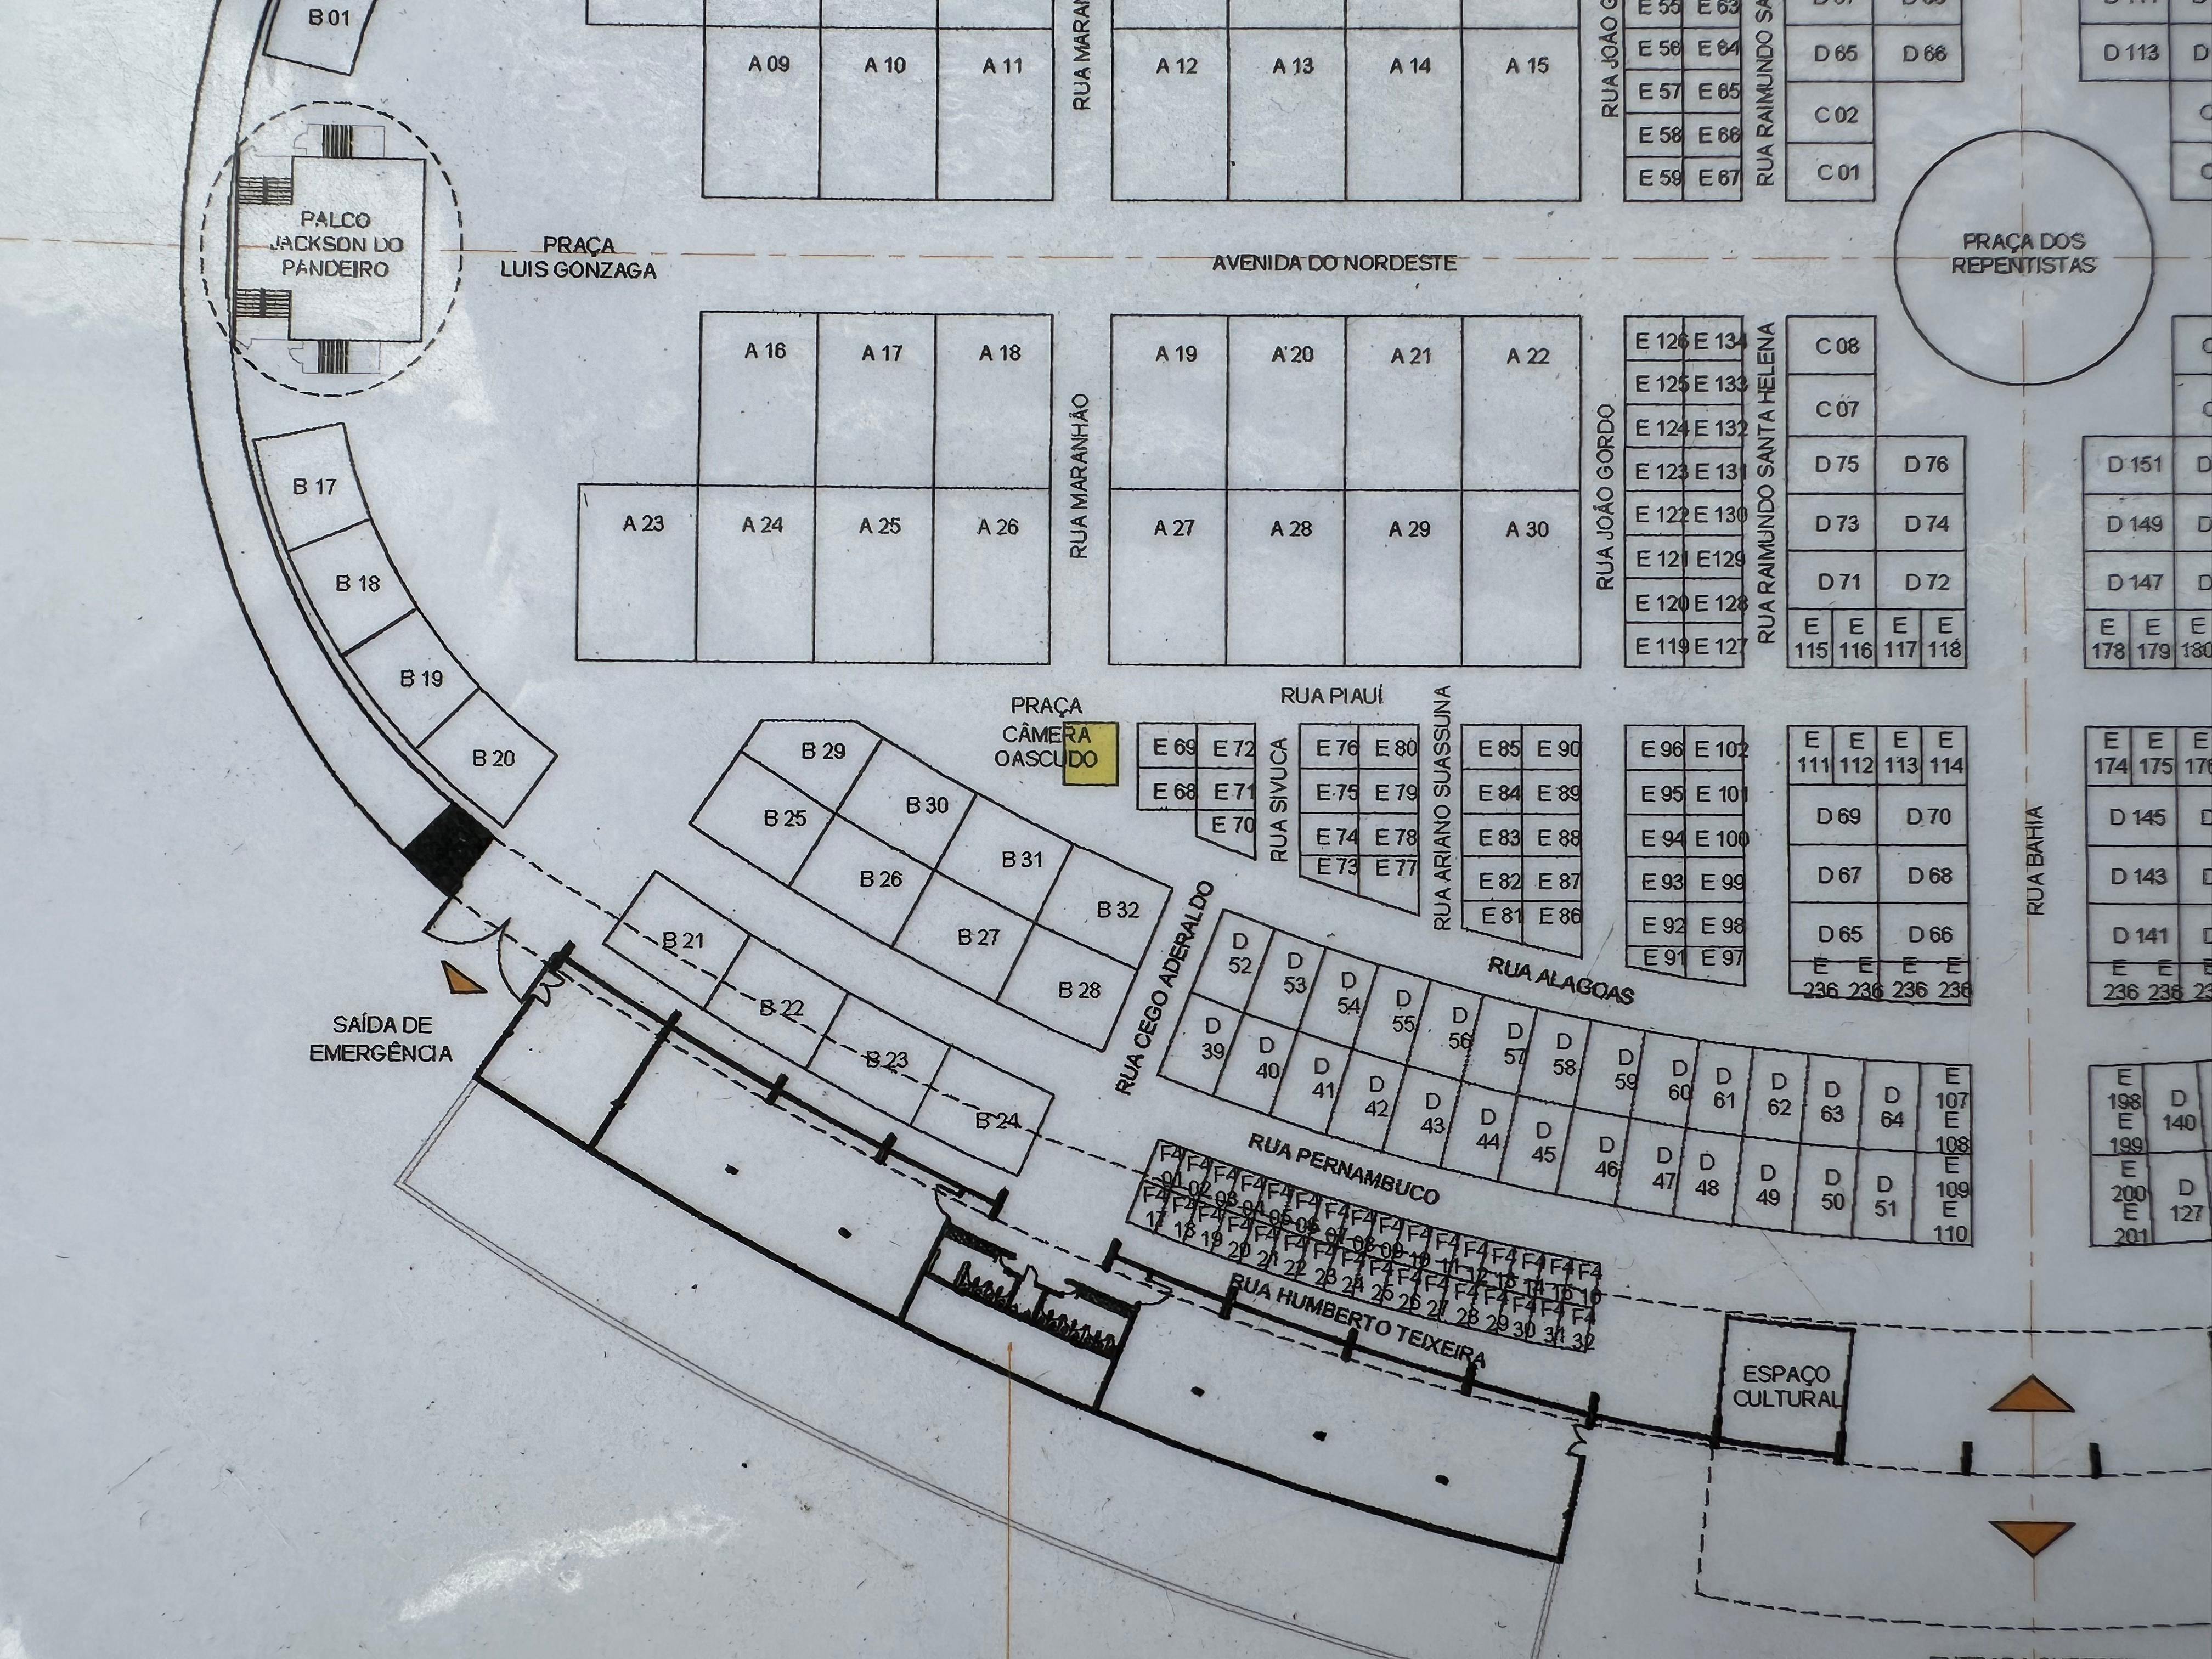 B 01
E 55 E 63
A 09 A 10 A 11
A 12 A 13 A 14 A 15
E 56 E 64
D 65 D 66
D 113
E 57 E 65
C 02
E 58 E 66
E 59 E 67
C 01
RUA RAIMUNDO SA
PALCO
JACKSON DO
PANDEIRO
PRAÇA
LUIS GONZAGA
AVENIDA DO NORDESTE
PRAÇA DOS
REPENTISTAS
A 16 A 17 A 18
A 19 A 20 A 21 A 22
RUA MARANHÃO
RUA JOÃO GORDO
RUA RAIMUNDO SANTA HELENA
E 126 E 134
E 125 E 133
E 124 E 132
E 123 E 131
E 122 E 130
E 121 E129
E 120 E 128
E 119 E 127
C 08
C 07
D 75 D 76
D 73 D 74
D 71 D 72
E E E E
115 116 117 118
D 151
D 149
D 147
E E E
178 179 180
A 23 A 24 A 25 A 26
A 27 A 28 A 29 A 30
B 17
B 18
B 19
B 20
RUA PIAUÍ
PRAÇA
CÂMERA
OASCUDO
B 29
B 30
B 31
B 32
B 25
B 26
B 27
B 28
B 21
B 22
B 23
B 24
E 69 E 72
E 68 E 71
E 70
RUA SIVUCA
E 76 E 80
E 75 E 79
E 74 E 78
E 73 E 77
RUA ARIANO SUASSUNA
E 85 E 90
E 84 E 89
E 83 E 88
E 82 E 87
E 81 E 86
E 96 E 102
E 95 E 101
E 94 E 100
E 93 E 99
E 92 E 98
E 91 E 97
E E E E
111 112 113 114
D 69 D 70
D 67 D 68
D 65 D 66
E E E E
236 236 236 236
RUA BAHIA
E E E
174 175 176
D 145
D 143
D 141
E E
236 236
RUA CEGO ADERALDO
RUA ALAGOAS
D 52
D 53
D 54
D 55
D 56
D 57
D 58
D 59
D 60
D 61
D 62
D 63
D 64
E 107
E 108
D 39
D 40
D 41
D 42
D 43
D 44
D 45
D 46
D 47
D 48
D 49
D 50
D 51
E 109
E 110
E 198
E 199
D 140
E 200
E 201
D 127
SAÍDA DE
EMERGÊNCIA
RUA PERNAMBUCO
F4 01 F4 02 F4 03 F4 04 F4 05 F4 06 F4 07 F4 08 F4 09 F4 10 F4 11 F4 12 F4 13 F4 14 F4 15 F4 16
F4 17 F4 18 F4 19 F4 20 F4 21 F4 22 F4 23 F4 24 F4 25 F4 26 F4 27 F4 28 F4 29 F4 30 F4 31 F4 32
RUA HUMBERTO TEIXEIRA
ESPAÇO
CULTURAL